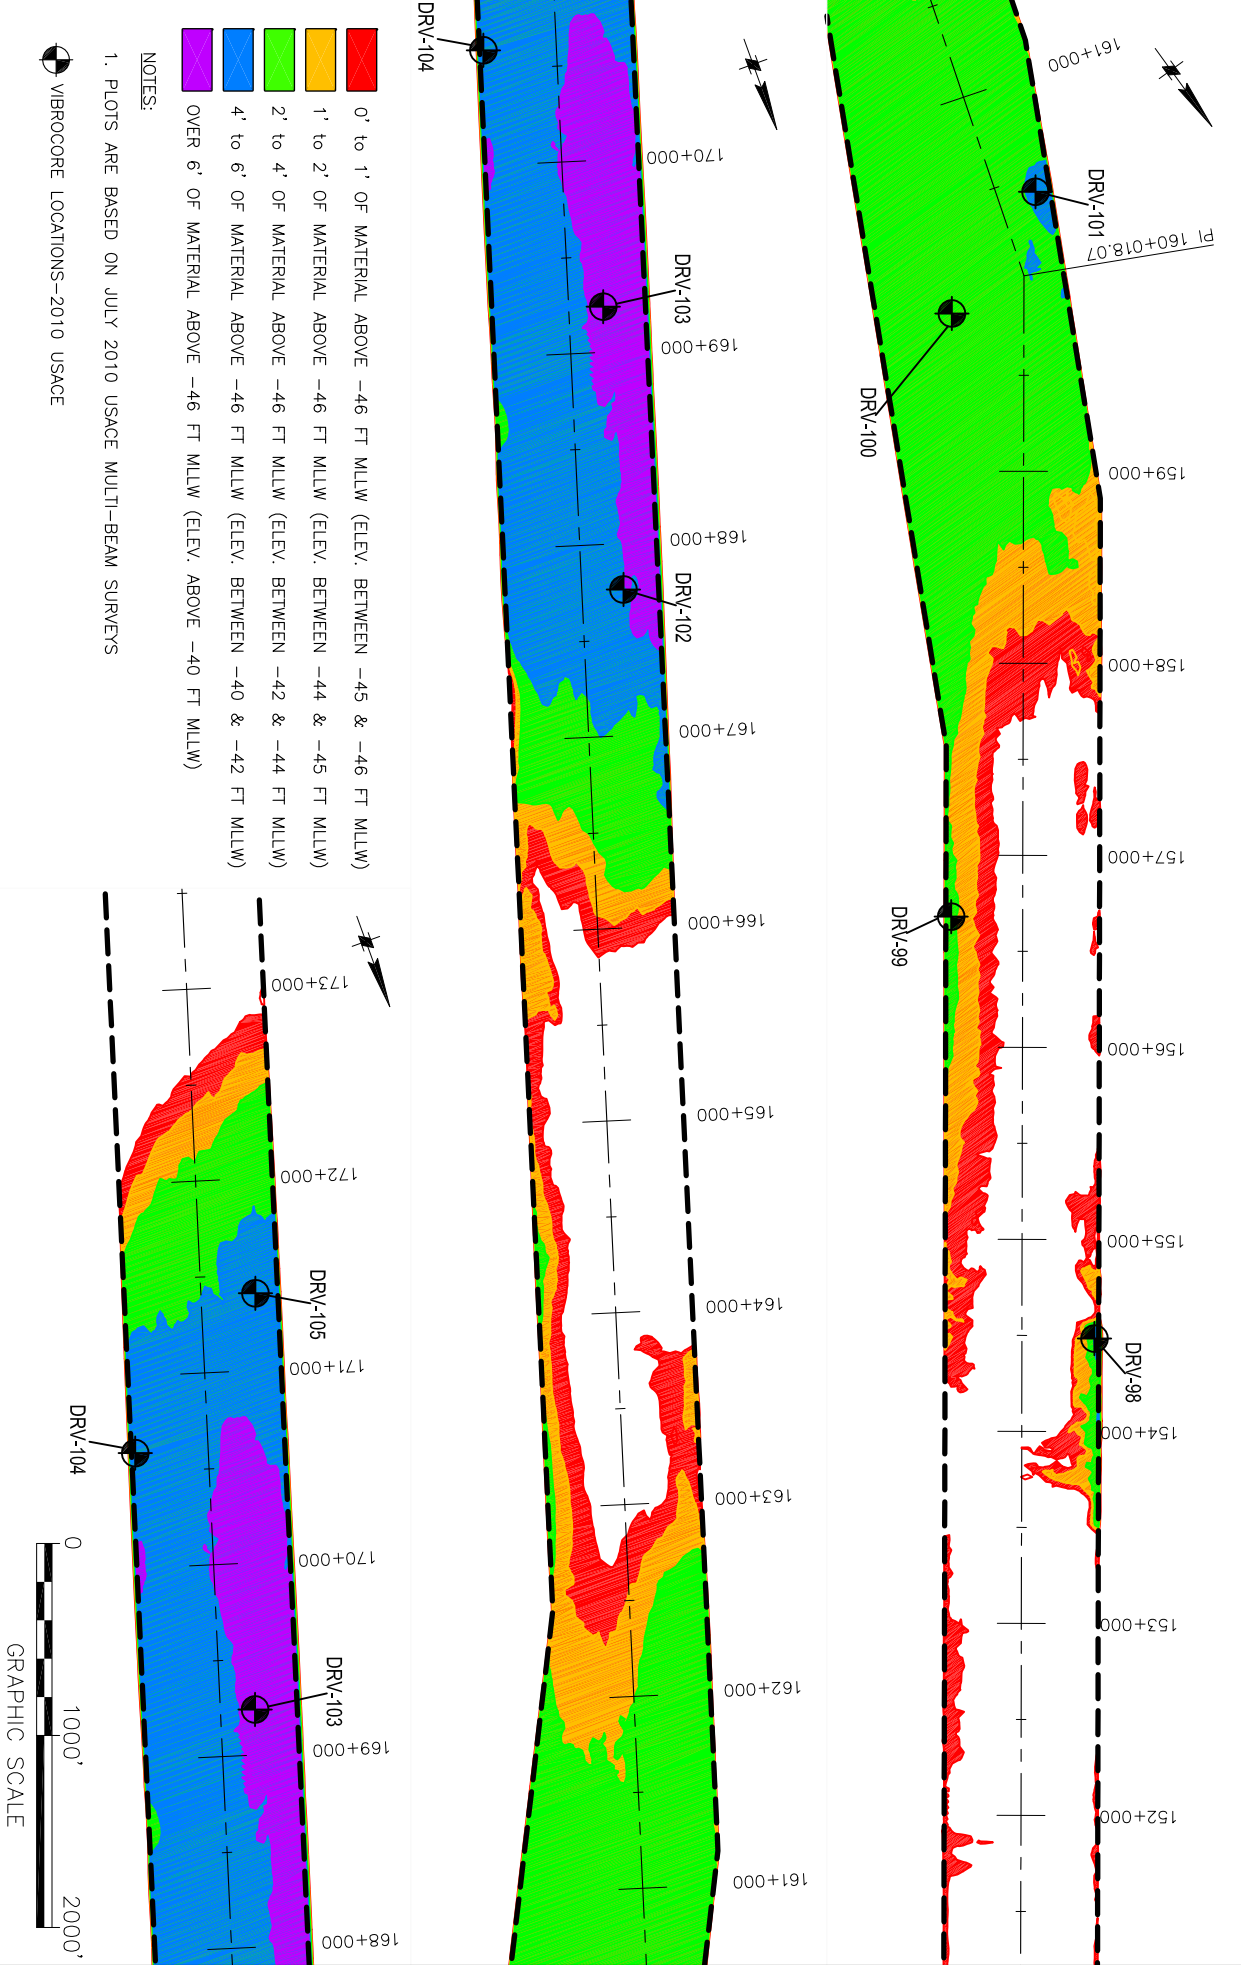 161+000
DRV-101
PI 160+018.07
DRV-100
159+000
158+000
157+000
DRV-99
156+000
155+000
DRV-98
154+000
153+000
152+000
DRV-104
170+000
DRV-103
169+000
168+000
DRV-102
167+000
166+000
165+000
164+000
163+000
162+000
161+000
0' to 1' OF MATERIAL ABOVE -46 FT MLLW (ELEV. BETWEEN -45 & -46 FT MLLW)
1' to 2' OF MATERIAL ABOVE -46 FT MLLW (ELEV. BETWEEN -44 & -45 FT MLLW)
2' to 4' OF MATERIAL ABOVE -46 FT MLLW (ELEV. BETWEEN -42 & -44 FT MLLW)
4' to 6' OF MATERIAL ABOVE -46 FT MLLW (ELEV. BETWEEN -40 & -42 FT MLLW)
OVER 6' OF MATERIAL ABOVE -46 FT MLLW (ELEV. ABOVE -40 FT MLLW)
NOTES:
1. PLOTS ARE BASED ON JULY 2010 USACE MULTI-BEAM SURVEYS
VIBROCORE LOCATIONS-2010 USACE
173+000
172+000
DRV-105
171+000
DRV-104
170+000
DRV-103
169+000
168+000
0 1000' 2000'
GRAPHIC SCALE